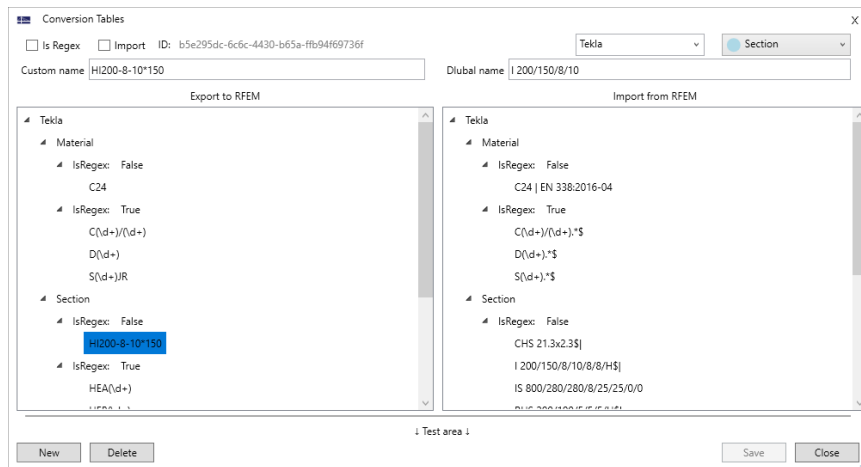 Conversion Tables X
Is Regex Import ID: b5e295dc-6c6c-4430-b65a-ffb94f69736f Tekla Section
Custom name HI200-8-10*150 Dlubal name I 200/150/8/10
Export to RFEM
Tekla
Material
IsRegex: False
C24
IsRegex: True
C(\d+)/(\d+)
D(\d+)
S(\d+)JR
Section
IsRegex: False
HI200-8-10*150
IsRegex: True
HEA(\d+)
Import from RFEM
Tekla
Material
IsRegex: False
C24 | EN 338:2016-04
IsRegex: True
C(\d+)/(\d+).*$
D(\d+).*$
S(\d+).*$
Section
IsRegex: False
CHS 21.3x2.3$|
I 200/150/8/10/8/8/H$|
IS 800/280/280/8/25/25/0/0
↓ Test area ↓
New Delete Save Close